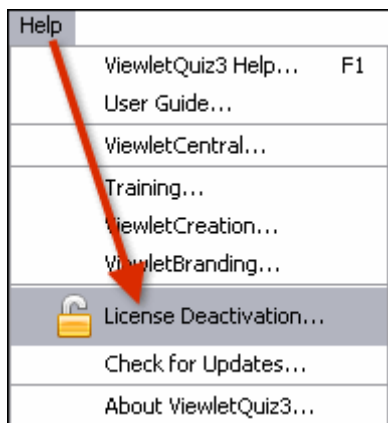 Help
ViewletQuiz3 Help... F1
User Guide...
ViewletCentral...
Training...
ViewletCreation...
ViewletBranding...
License Deactivation...
Check for Updates...
About ViewletQuiz3...